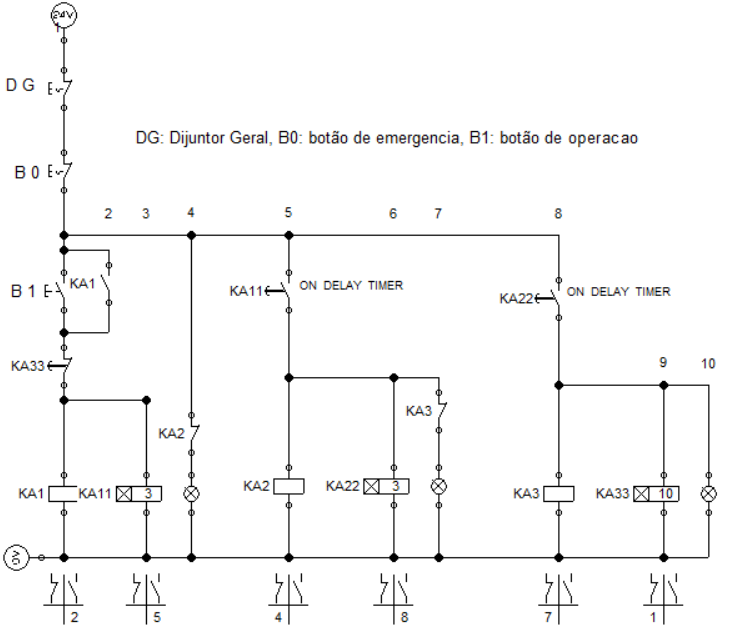 24V
1
DG
DG: Dijuntor Geral, B0: botão de emergencia, B1: botão de operacao
B0
2 3 4 5 6 7 8
B1 KA1 KA11 ON DELAY TIMER KA22 ON DELAY TIMER
KA33 9 10
KA2 KA3
KA1 KA11 3 KA2 KA22 3 KA3 KA33 10
0V
2 5 4 8 7 1